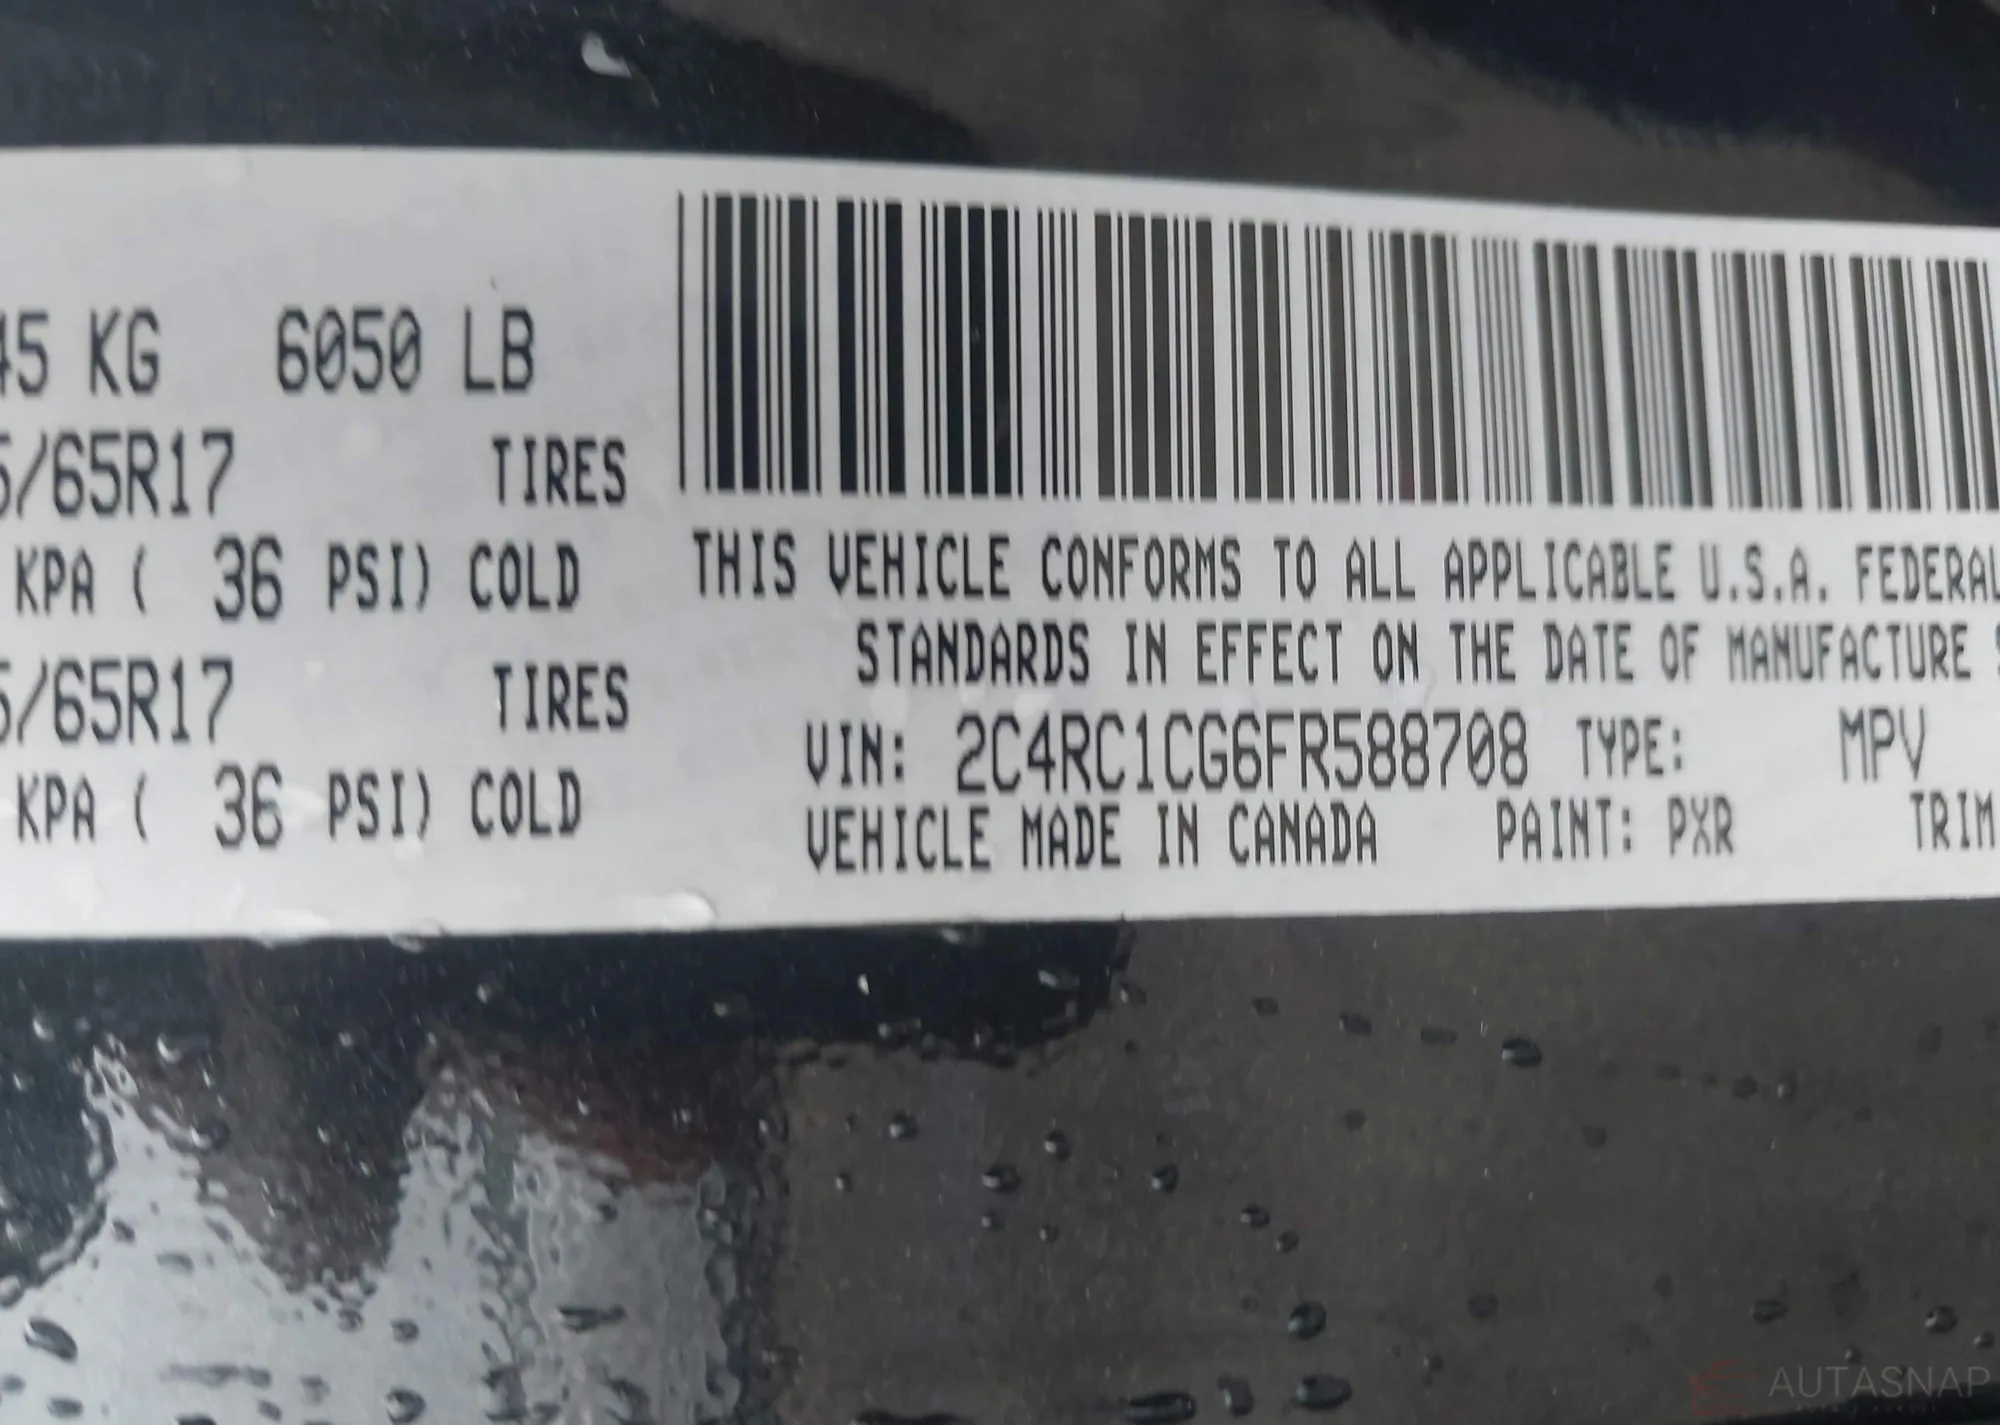 45 KG 6050 LB
5/65R17 TIRES
KPA ( 36 PSI) COLD
5/65R17 TIRES
KPA ( 36 PSI) COLD
THIS VEHICLE CONFORMS TO ALL APPLICABLE U.S.A. FEDERAL
STANDARDS IN EFFECT ON THE DATE OF MANUFACTURE
VIN: 2C4RC1CG6FR588708 TYPE: MPV
VEHICLE MADE IN CANADA PAINT: PXR TRIM
AUTASNAP